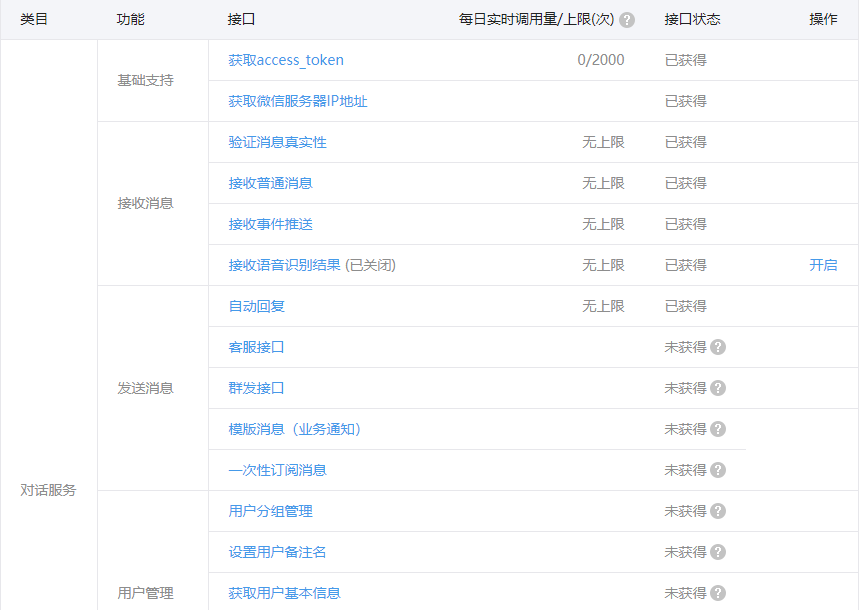 类目 功能 接口 每日实时调用量/上限(次) ? 接口状态 操作
获取access_token 0/2000 已获得
基础支持
获取微信服务器IP地址 已获得
验证消息真实性 无上限 已获得
接收普通消息 无上限 已获得
接收消息
接收事件推送 无上限 已获得
接收语音识别结果 (已关闭) 无上限 已获得 开启
自动回复 无上限 已获得
客服接口 未获得 ?
发送消息 群发接口 未获得 ?
模版消息（业务通知） 未获得 ?
一次性订阅消息 未获得 ?
对话服务
用户分组管理 未获得 ?
设置用户备注名 未获得 ?
用户管理 获取用户基本信息 未获得 ?